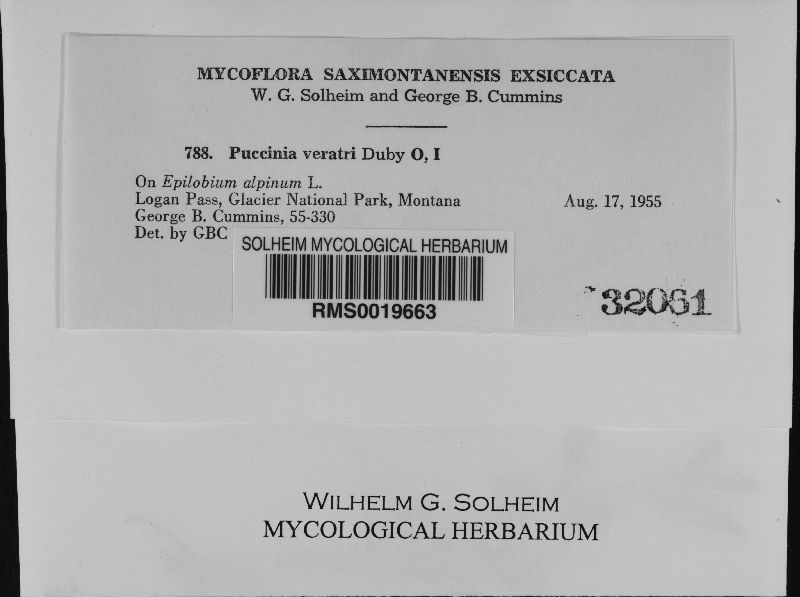 MYCOFLORA SAXIMONTANENSIS EXSICCATA
W. G. Solheim and George B. Cummins
788. Puccinia veratri Duby O, I
On Epilobium alpinum L.
Logan Pass, Glacier National Park, Montana Aug. 17, 1955
George B. Cummins, 55-330
Det. by GBC
SOLHEIM MYCOLOGICAL HERBARIUM
RMS0019663
32061
WILHELM G. SOLHEIM
MYCOLOGICAL HERBARIUM